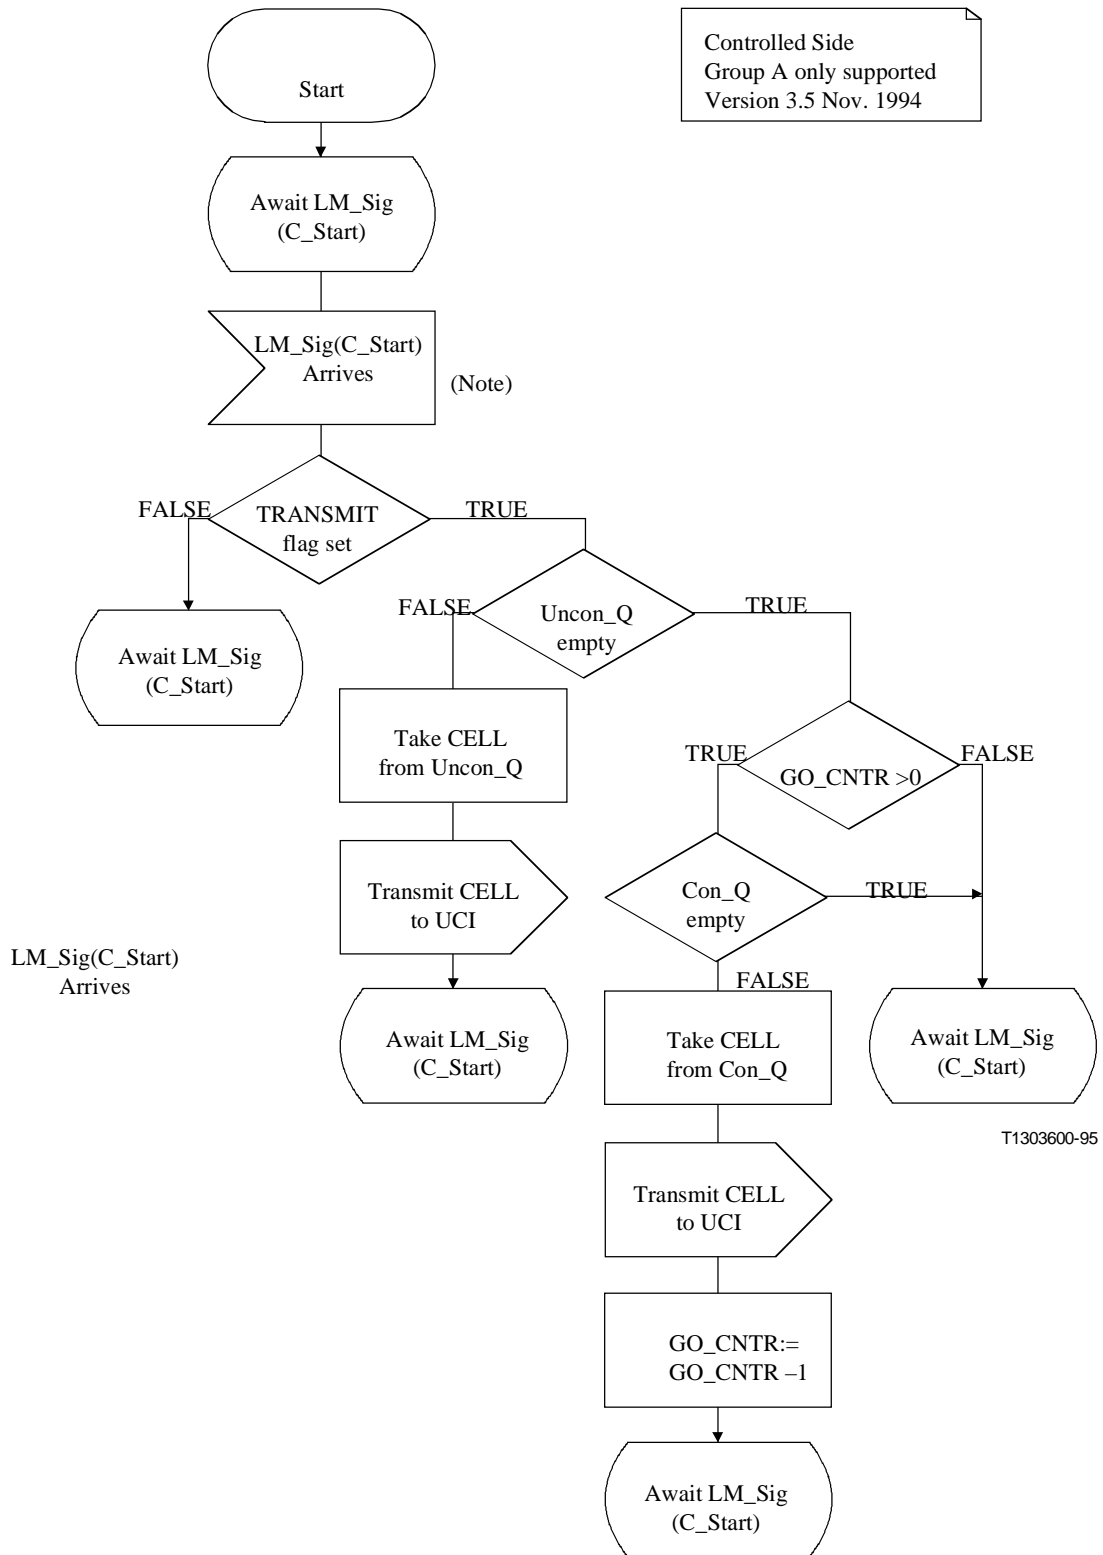 Start
Controlled Side
Group A only supported
Version 3.5 Nov. 1994
Await LM_Sig
(C_Start)
LM_Sig(C_Start)
Arrives
(Note)
FALSE
TRANSMIT
flag set
TRUE
Await LM_Sig
(C_Start)
FALSE
Uncon_Q
empty
TRUE
Take CELL
from Uncon_Q
TRUE
GO_CNTR >0
FALSE
Transmit CELL
to UCI
Con_Q
empty
TRUE
LM_Sig(C_Start)
Arrives
FALSE
Await LM_Sig
(C_Start)
Take CELL
from Con_Q
Await LM_Sig
(C_Start)
T1303600-95
Transmit CELL
to UCI
GO_CNTR:=
GO_CNTR –1
Await LM_Sig
(C_Start)